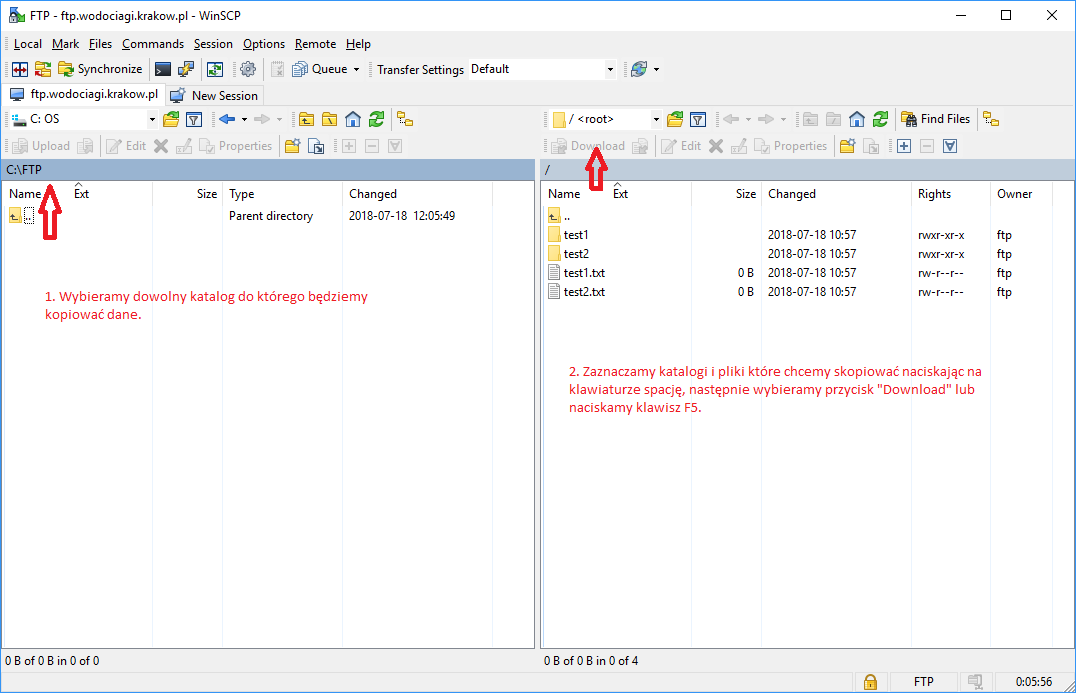 FTP - ftp.wodociagi.krakow.pl - WinSCP
Local Mark Files Commands Session Options Remote Help
Synchronize Queue Transfer Settings Default
ftp.wodociagi.krakow.pl New Session
C: OS / <root> Find Files
Upload Edit Properties Download Edit Properties
C:\FTP /
Name Ext Size Type Changed Name Ext Size Changed Rights Owner
.. Parent directory 2018-07-18 12:05:49 ..
test1 2018-07-18 10:57 rwxr-xr-x ftp
test2 2018-07-18 10:57 rwxr-xr-x ftp
test1.txt 0 B 2018-07-18 10:57 rw-r--r-- ftp
test2.txt 0 B 2018-07-18 10:57 rw-r--r-- ftp
1. Wybieramy dowolny katalog do którego będziemy
kopiować dane.
2. Zaznaczamy katalogi i pliki które chcemy skopiować naciskając na
klawiaturze spację, następnie wybieramy przycisk "Download" lub
naciskamy klawisz F5.
0 B of 0 B in 0 of 0 0 B of 0 B in 0 of 4
FTP 0:05:56